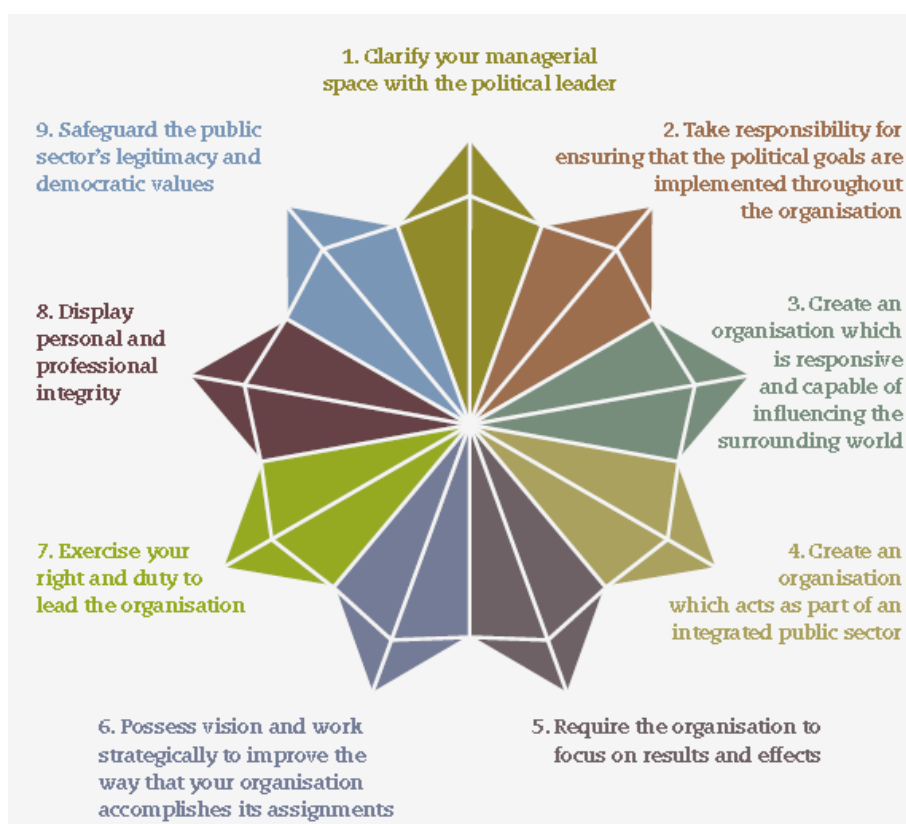 1. Clarify your managerial
space with the political leader
2. Take responsibility for
ensuring that the political goals are
implemented throughout
the organisation
3. Create an
organisation which
is responsive
and capable of
influencing the
surrounding world
4. Create an
organisation
which acts as part of an
integrated public sector
5. Require the organisation to
focus on results and effects
6. Possess vision and work
strategically to improve the
way that your organisation
accomplishes its assignments
7. Exercise your
right and duty to
lead the organisation
8. Display
personal and
professional
integrity
9. Safeguard the public
sector's legitimacy and
democratic values